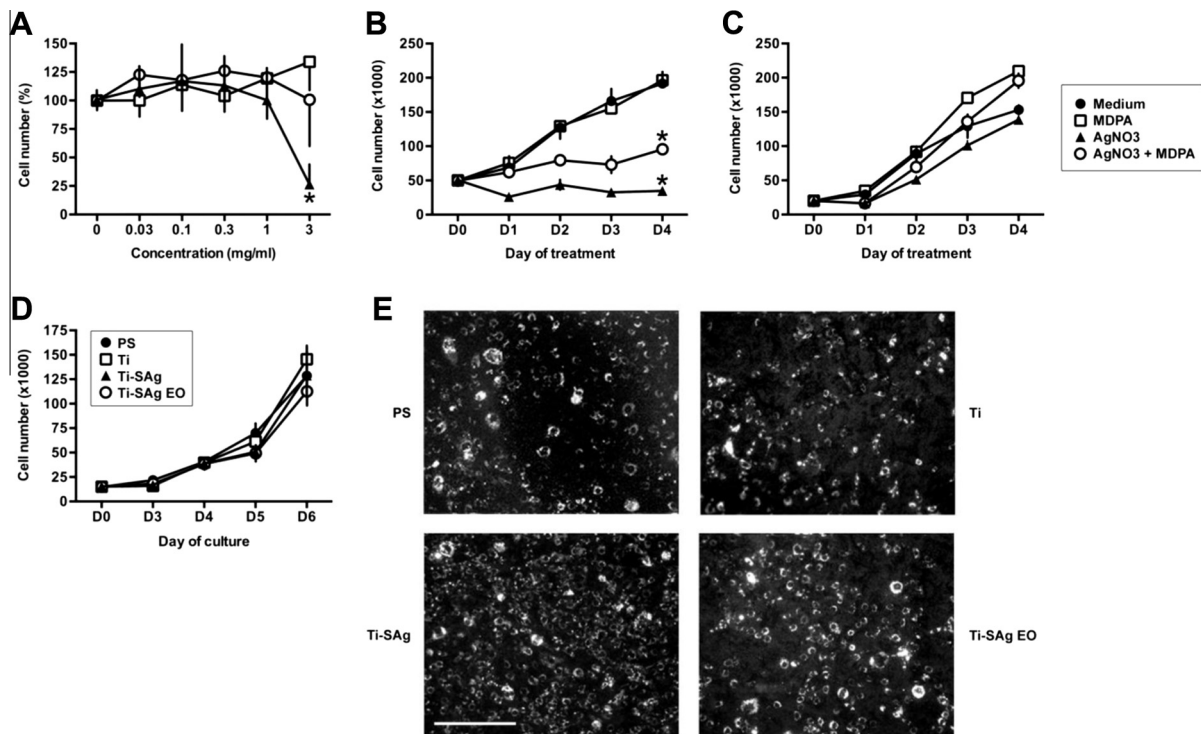 A
Cell number (%)
150
125
100
75
50
25
0
*
0 0.03 0.1 0.3 1 3
Concentration (mg/ml)
B
Cell number (x1000)
250
200
150
100
50
0
*
*
D0 D1 D2 D3 D4
Day of treatment
C
Cell number (x1000)
250
200
150
100
50
0
D0 D1 D2 D3 D4
Day of treatment
Medium
MDPA
AgNO3
AgNO3 + MDPA
D
Cell number (x1000)
175
150
125
100
75
50
25
0
PS
Ti
Ti-SAg
Ti-SAg EO
D0 D3 D4 D5 D6
Day of culture
E
PS
Ti
Ti-SAg
Ti-SAg EO